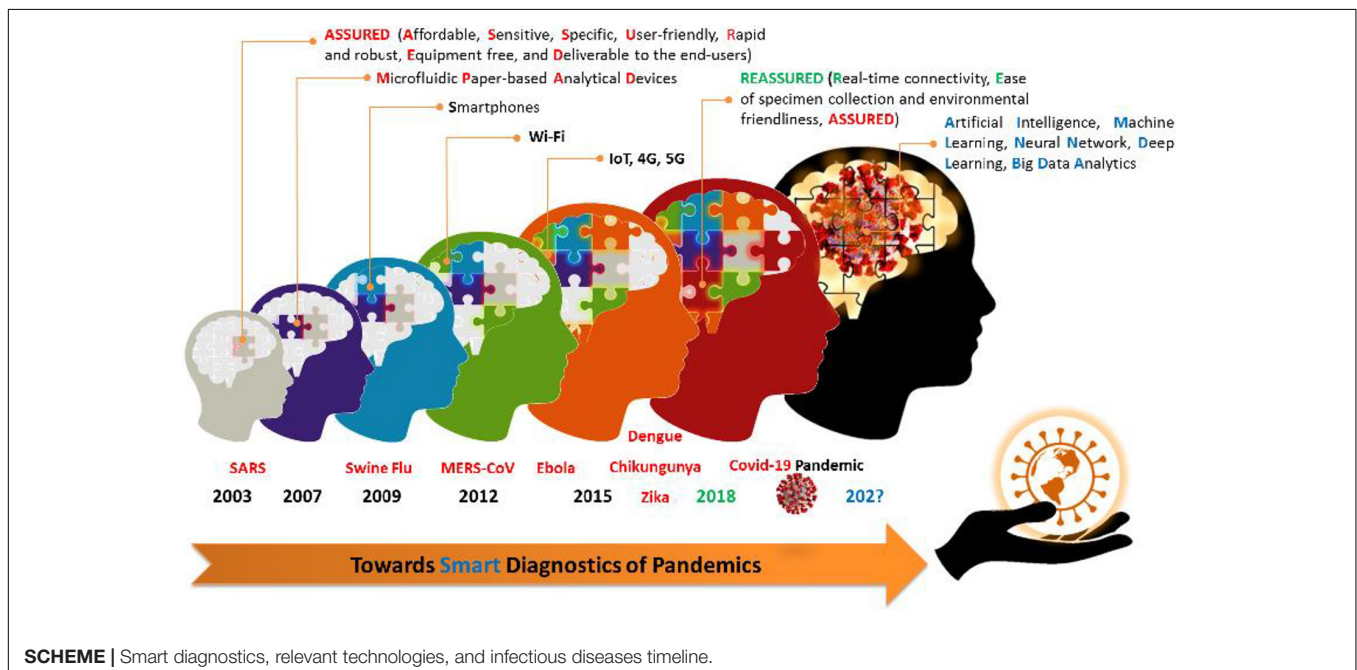 ASSURED (Affordable, Sensitive, Specific, User-friendly, Rapid
and robust, Equipment free, and Deliverable to the end-users)
Microfluidic Paper-based Analytical Devices
Smartphones
Wi-Fi
IoT, 4G, 5G
REASSURED (Real-time connectivity, Ease
of specimen collection and environmental
friendliness, ASSURED)
Artificial Intelligence, Machine
Learning, Neural Network, Deep
Learning, Big Data Analytics
Dengue
SARS Swine Flu MERS-CoV Ebola Chikungunya Covid-19 Pandemic
2003 2007 2009 2012 2015 Zika 2018 202?
Towards Smart Diagnostics of Pandemics
SCHEME | Smart diagnostics, relevant technologies, and infectious diseases timeline.